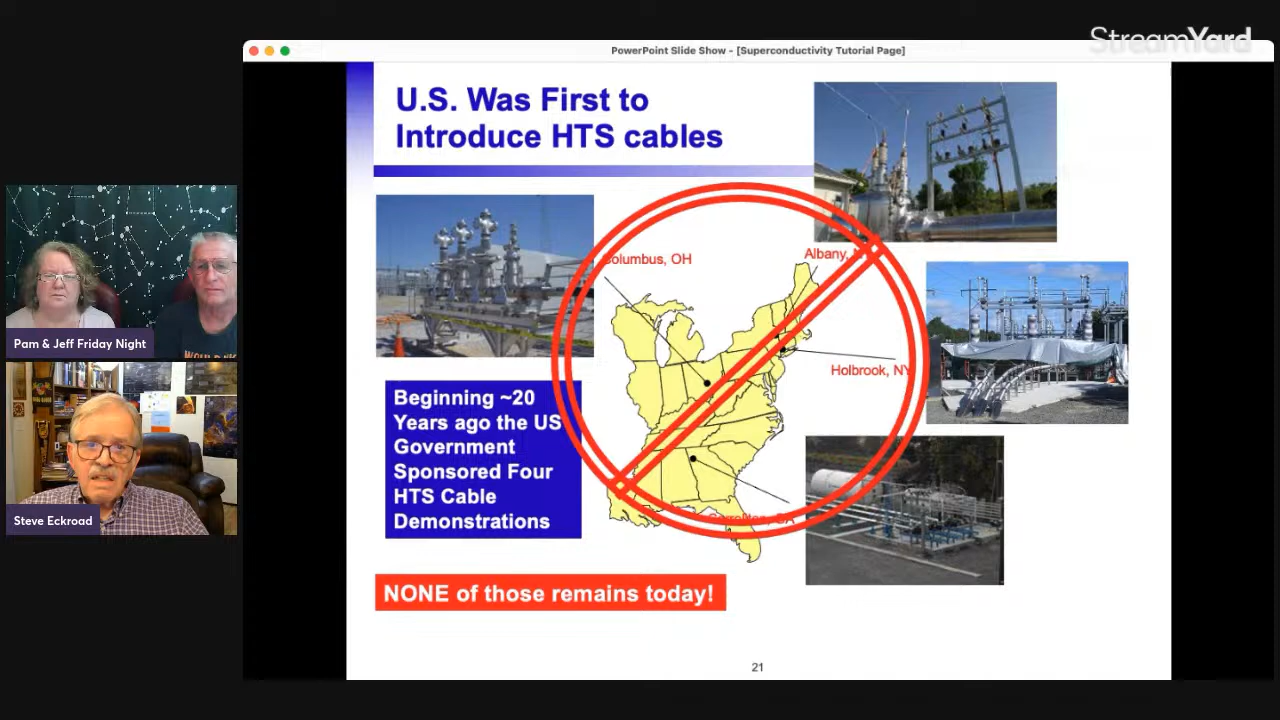 StreamYard
PowerPoint Slide Show - [Superconductivity Tutorial Page]
U.S. Was First to
Introduce HTS cables
Columbus, OH
Albany,
Holbrook, NY
Beginning ~20
Years ago the US
Government
Sponsored Four
HTS Cable
Demonstrations
NONE of those remains today!
21
Pam & Jeff Friday Night
Steve Eckroad